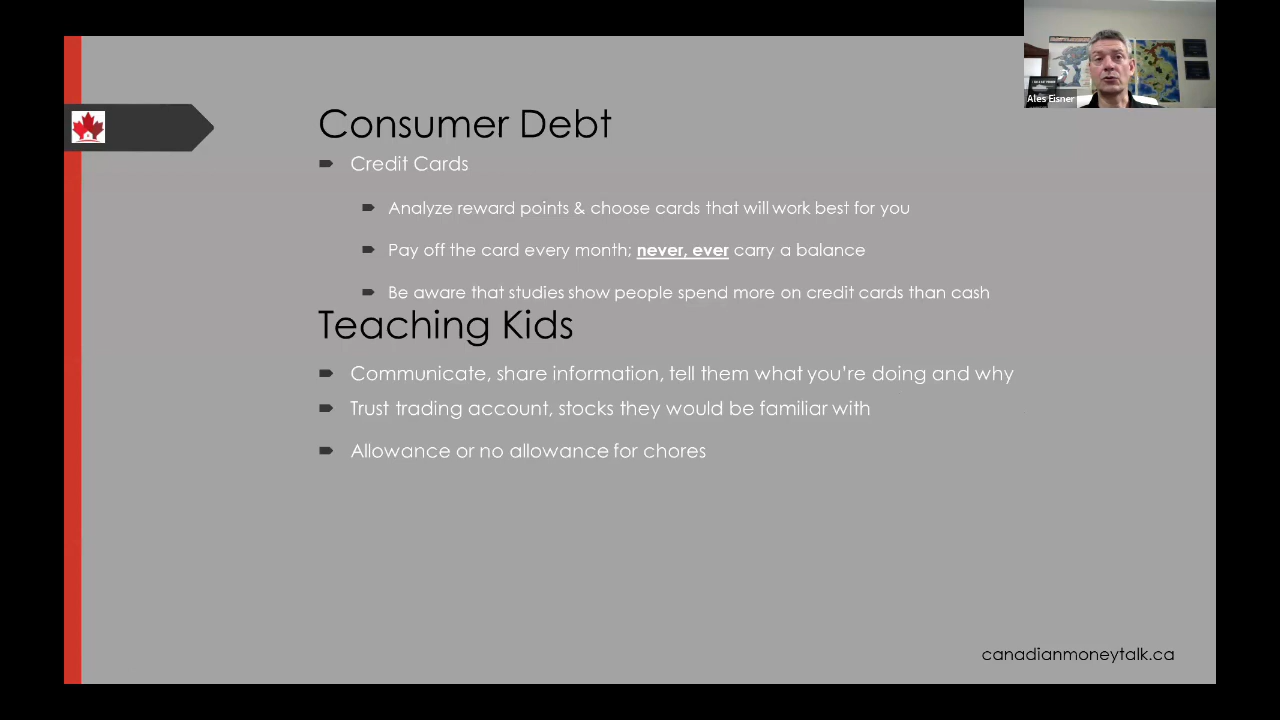 Ales Eisner
Consumer Debt
Credit Cards
Analyze reward points & choose cards that will work best for you
Pay off the card every month; never, ever carry a balance
Be aware that studies show people spend more on credit cards than cash
Teaching Kids
Communicate, share information, tell them what you're doing and why
Trust trading account, stocks they would be familiar with
Allowance or no allowance for chores
canadianmoneytalk.ca